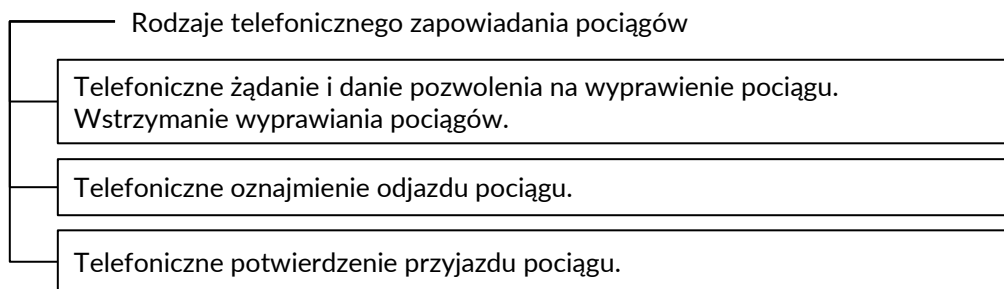 Rodzaje telefonicznego zapowiadania pociągów
Telefoniczne żądanie i danie pozwolenia na wyprawienie pociągu.
Wstrzymanie wyprawiania pociągów.
Telefoniczne oznajmienie odjazdu pociągu.
Telefoniczne potwierdzenie przyjazdu pociągu.